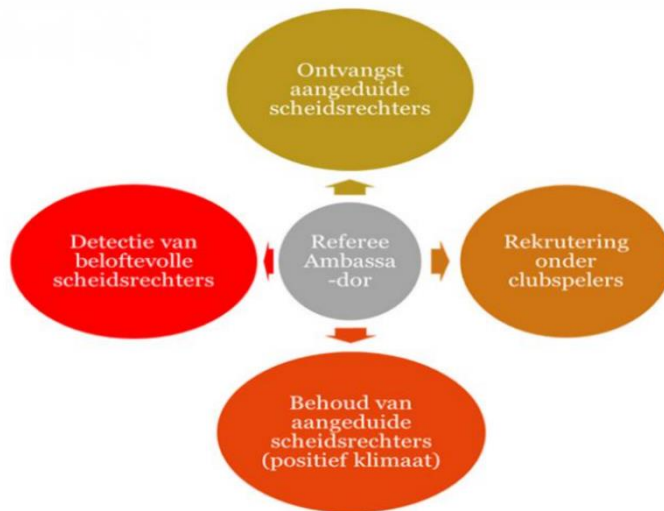 Ontvangst
aangeduide
scheidsrechters
Detectie van
beloftevolle
scheidsrechters
Referee
Ambassa
-dor
Rekrutering
onder
clubspelers
Behoud van
aangeduide
scheidsrechters
(positief klimaat)